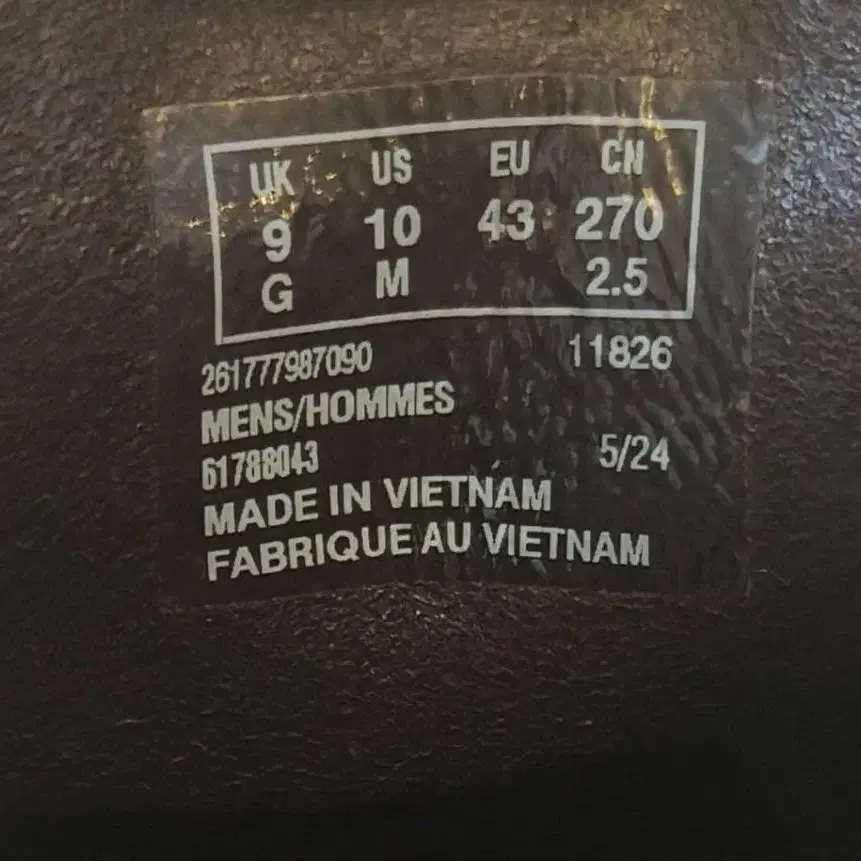 UK US EU CN
9 10 43 270
G M 2.5
261777987090 11826
MENS/HOMMES
61788043 5/24
MADE IN VIETNAM
FABRIQUE AU VIETNAM